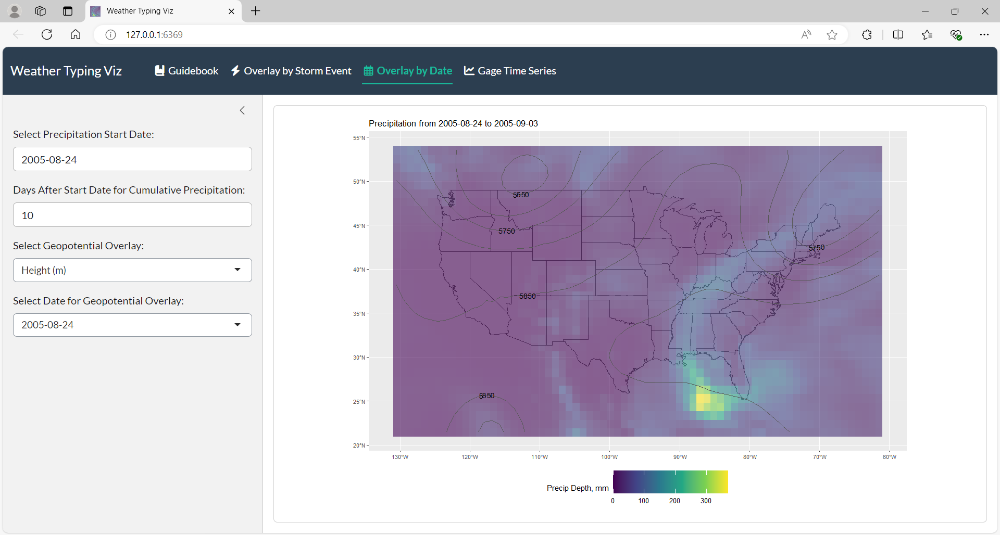 Weather Typing Viz
127.0.0.1:6369
Weather Typing Viz Guidebook Overlay by Storm Event Overlay by Date Gage Time Series
Select Precipitation Start Date:
2005-08-24
Days After Start Date for Cumulative Precipitation:
10
Select Geopotential Overlay:
Height (m)
Select Date for Geopotential Overlay:
2005-08-24
Precipitation from 2005-08-24 to 2005-09-03
55°N
50°N
5650
45°N
5750
5750
40°N
5850
35°N
30°N
5850
25°N
20°N
130°W 120°W 110°W 100°W 90°W 80°W 70°W 60°W
Precip Depth, mm
0 100 200 300